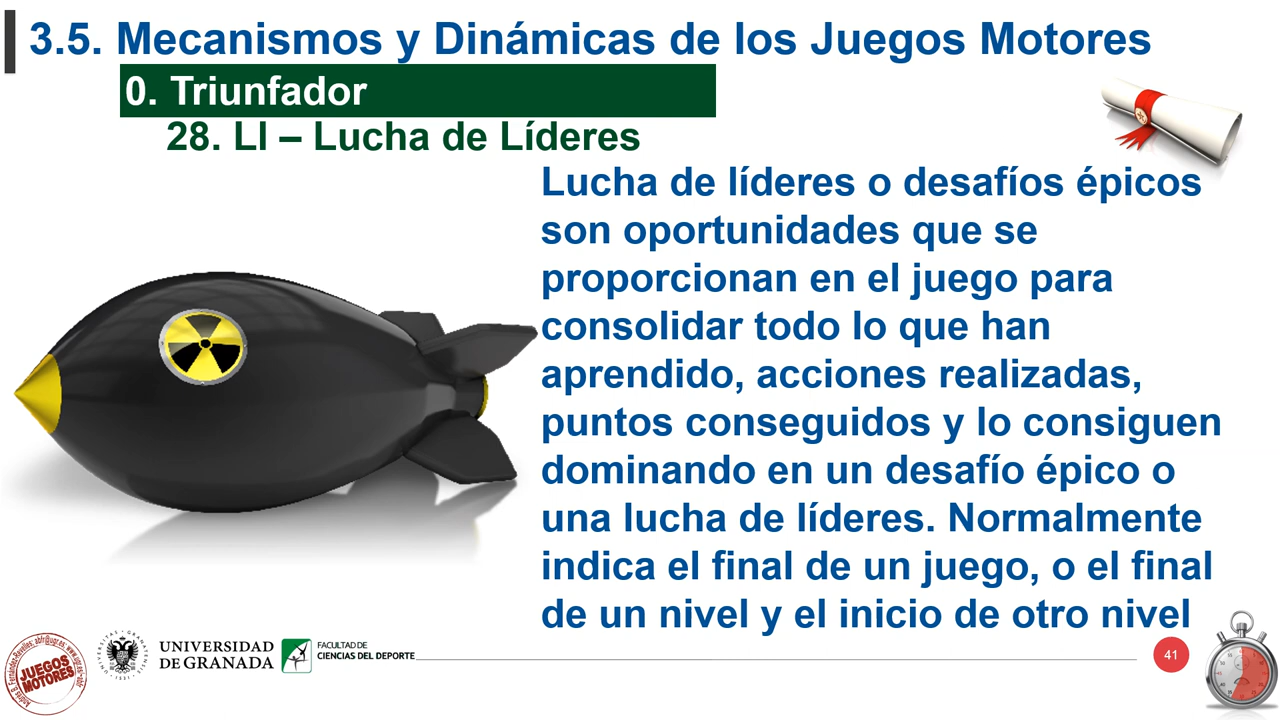 3.5. Mecanismos y Dinámicas de los Juegos Motores
0. Triunfador
28. LI – Lucha de Líderes
Lucha de líderes o desafíos épicos
son oportunidades que se
proporcionan en el juego para
consolidar todo lo que han
aprendido, acciones realizadas,
puntos conseguidos y lo consiguen
dominando en un desafío épico o
una lucha de líderes. Normalmente
indica el final de un juego, o el final
de un nivel y el inicio de otro nivel
JUEGOS
MOTORES
UNIVERSIDAD
DE GRANADA
FACULTAD DE
CIENCIAS DEL DEPORTE
41